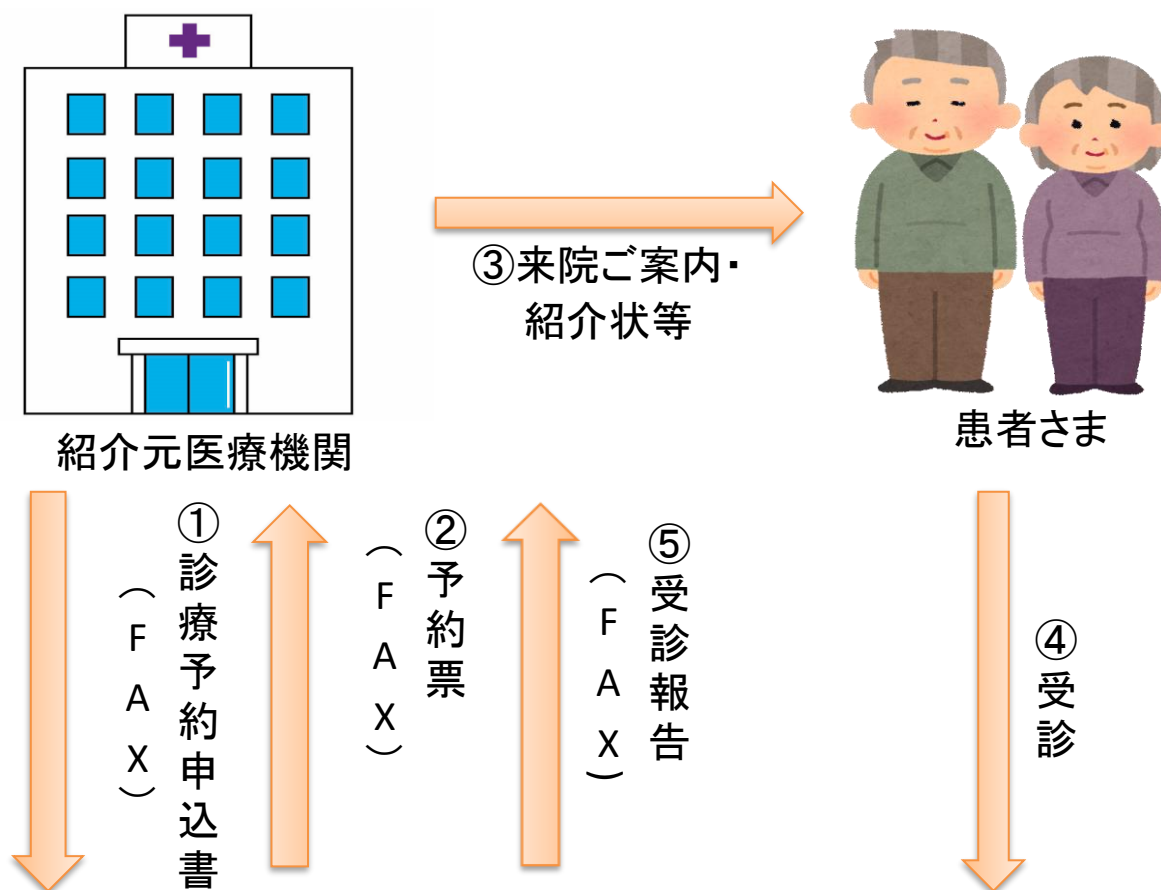 ③来院ご案内・
紹介状等
紹介元医療機関
患者さま
①診療予約申込書
（FAX）
②予約票
（FAX）
⑤受診報告
（FAX）
④受診